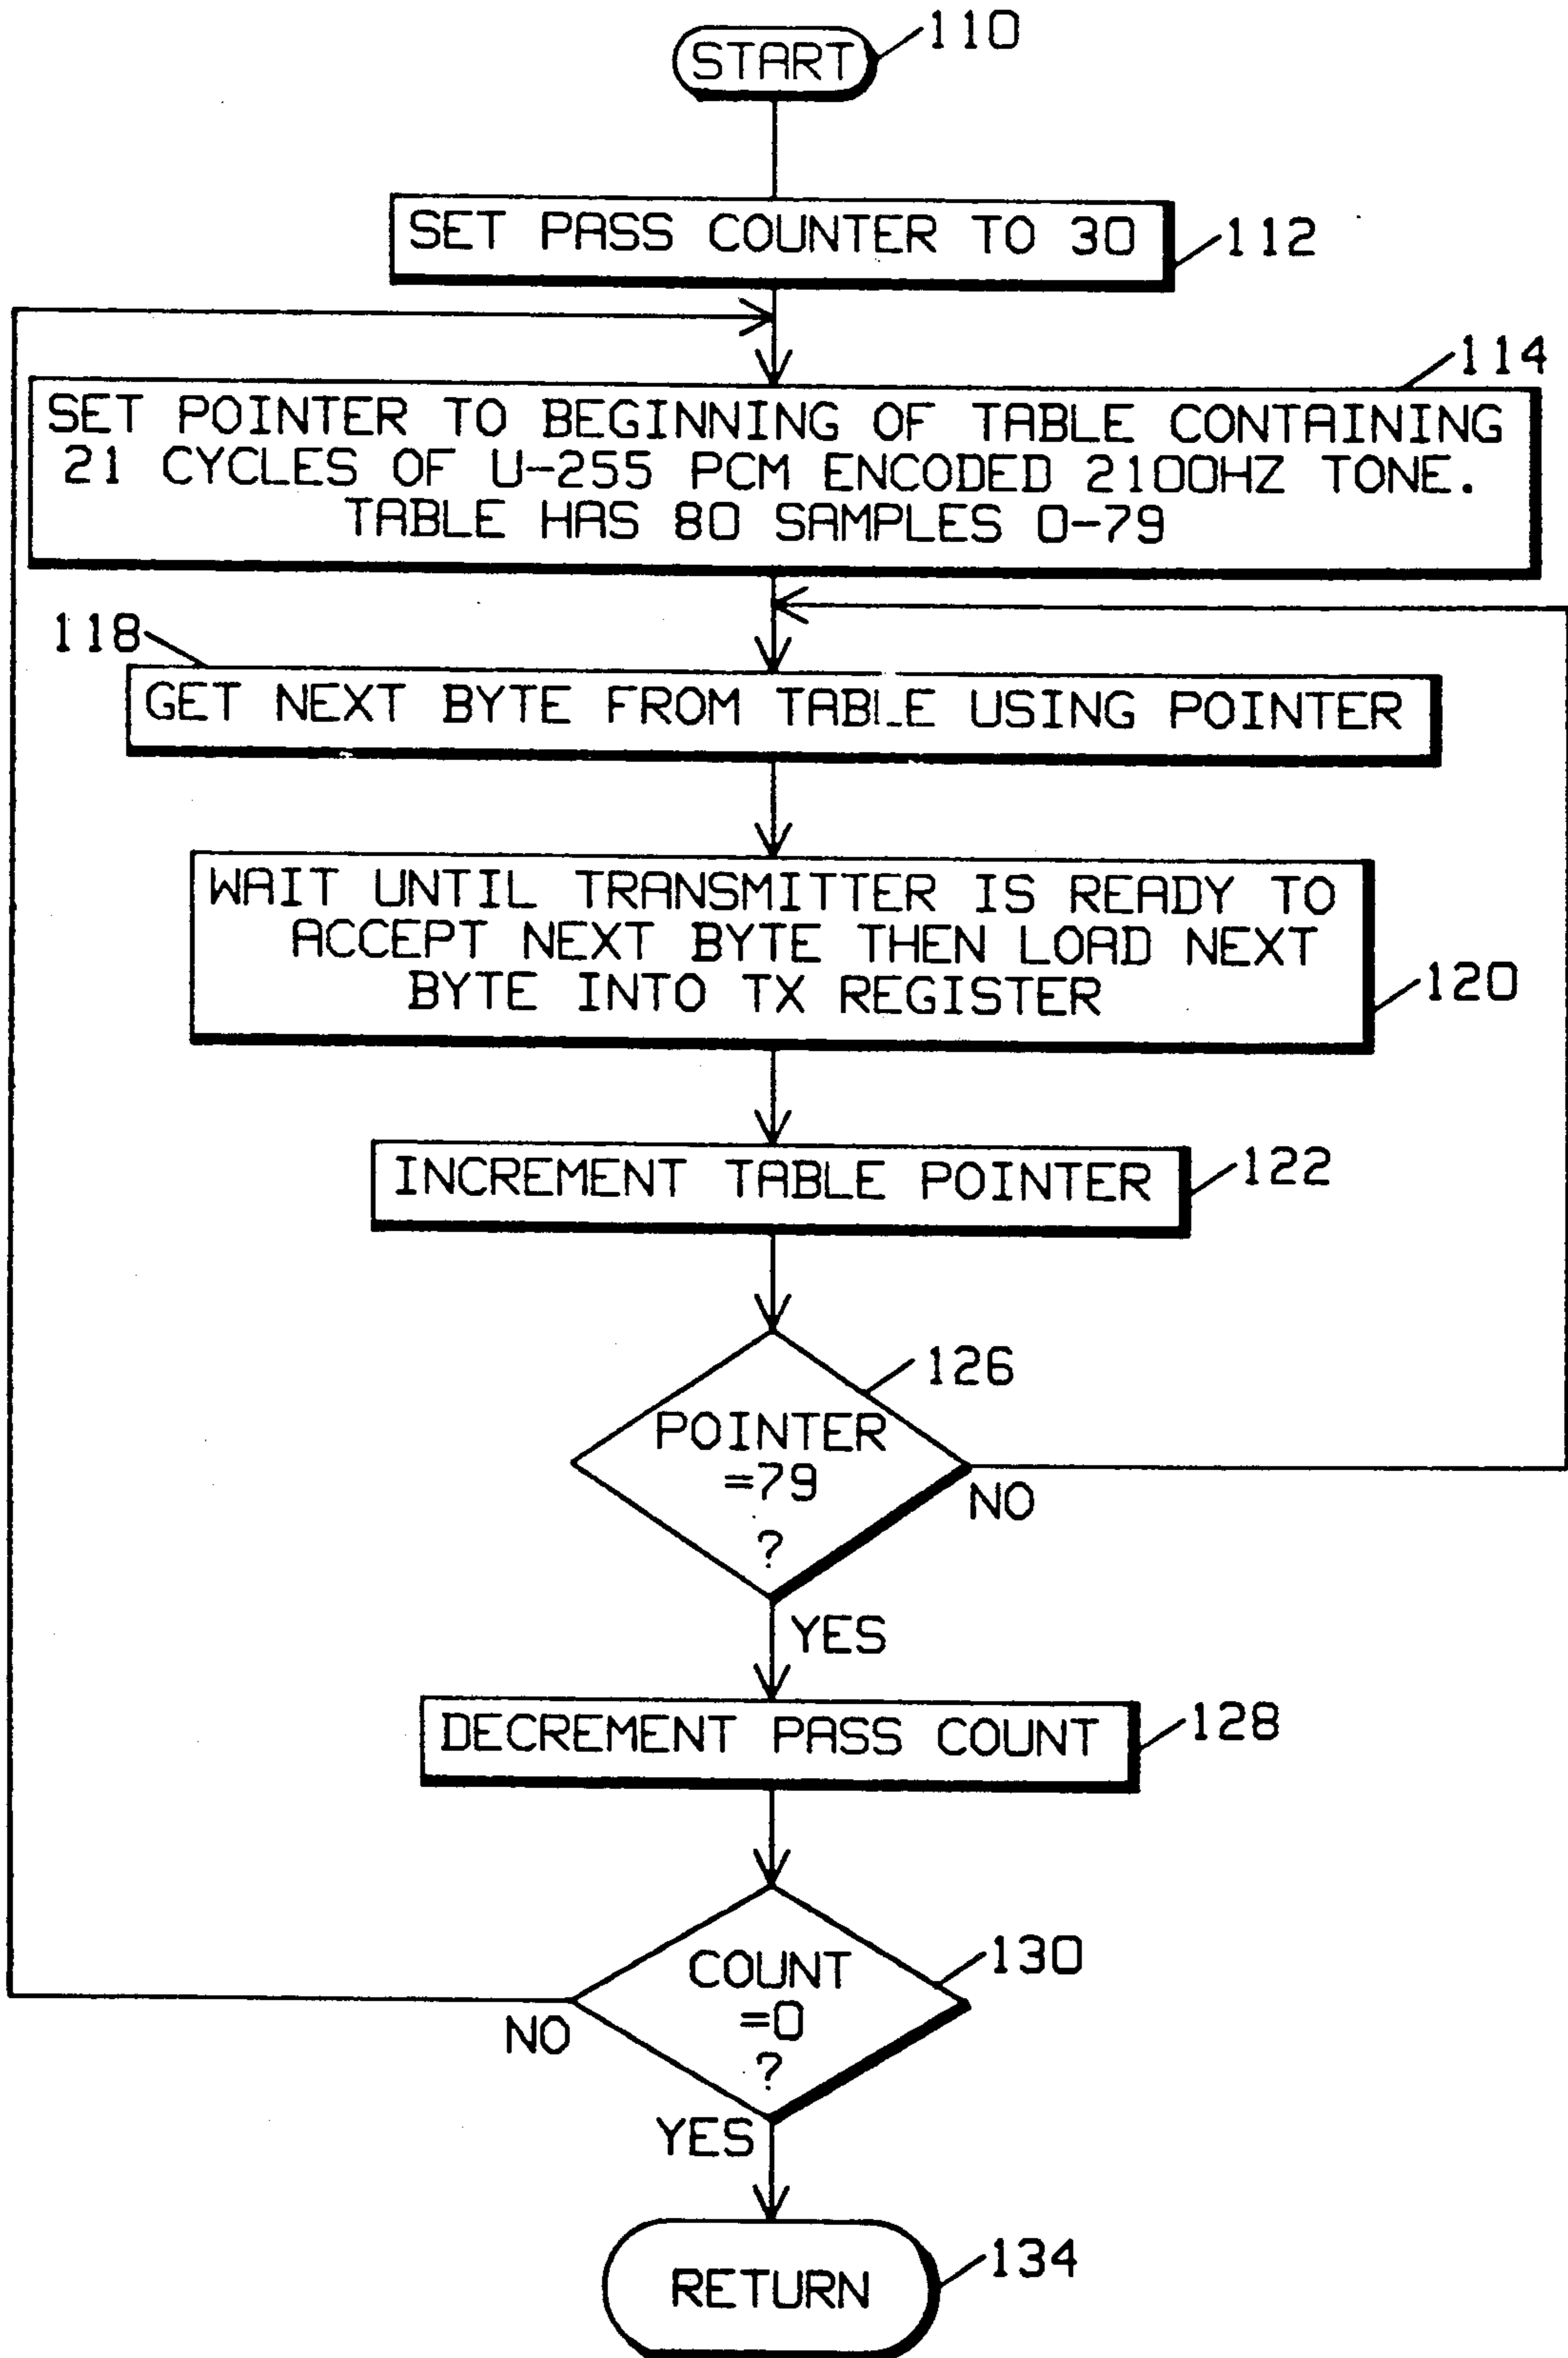 START
110
SET PASS COUNTER TO 30
112
114
SET POINTER TO BEGINNING OF TABLE CONTAINING
21 CYCLES OF U-255 PCM ENCODED 2100HZ TONE.
TABLE HAS 80 SAMPLES 0-79
118
GET NEXT BYTE FROM TABLE USING POINTER
WAIT UNTIL TRANSMITTER IS READY TO
ACCEPT NEXT BYTE THEN LOAD NEXT
BYTE INTO TX REGISTER
120
INCREMENT TABLE POINTER
122
126
POINTER
=79
?
NO
YES
DECREMENT PASS COUNT
128
130
COUNT
=0
?
NO
YES
RETURN
134